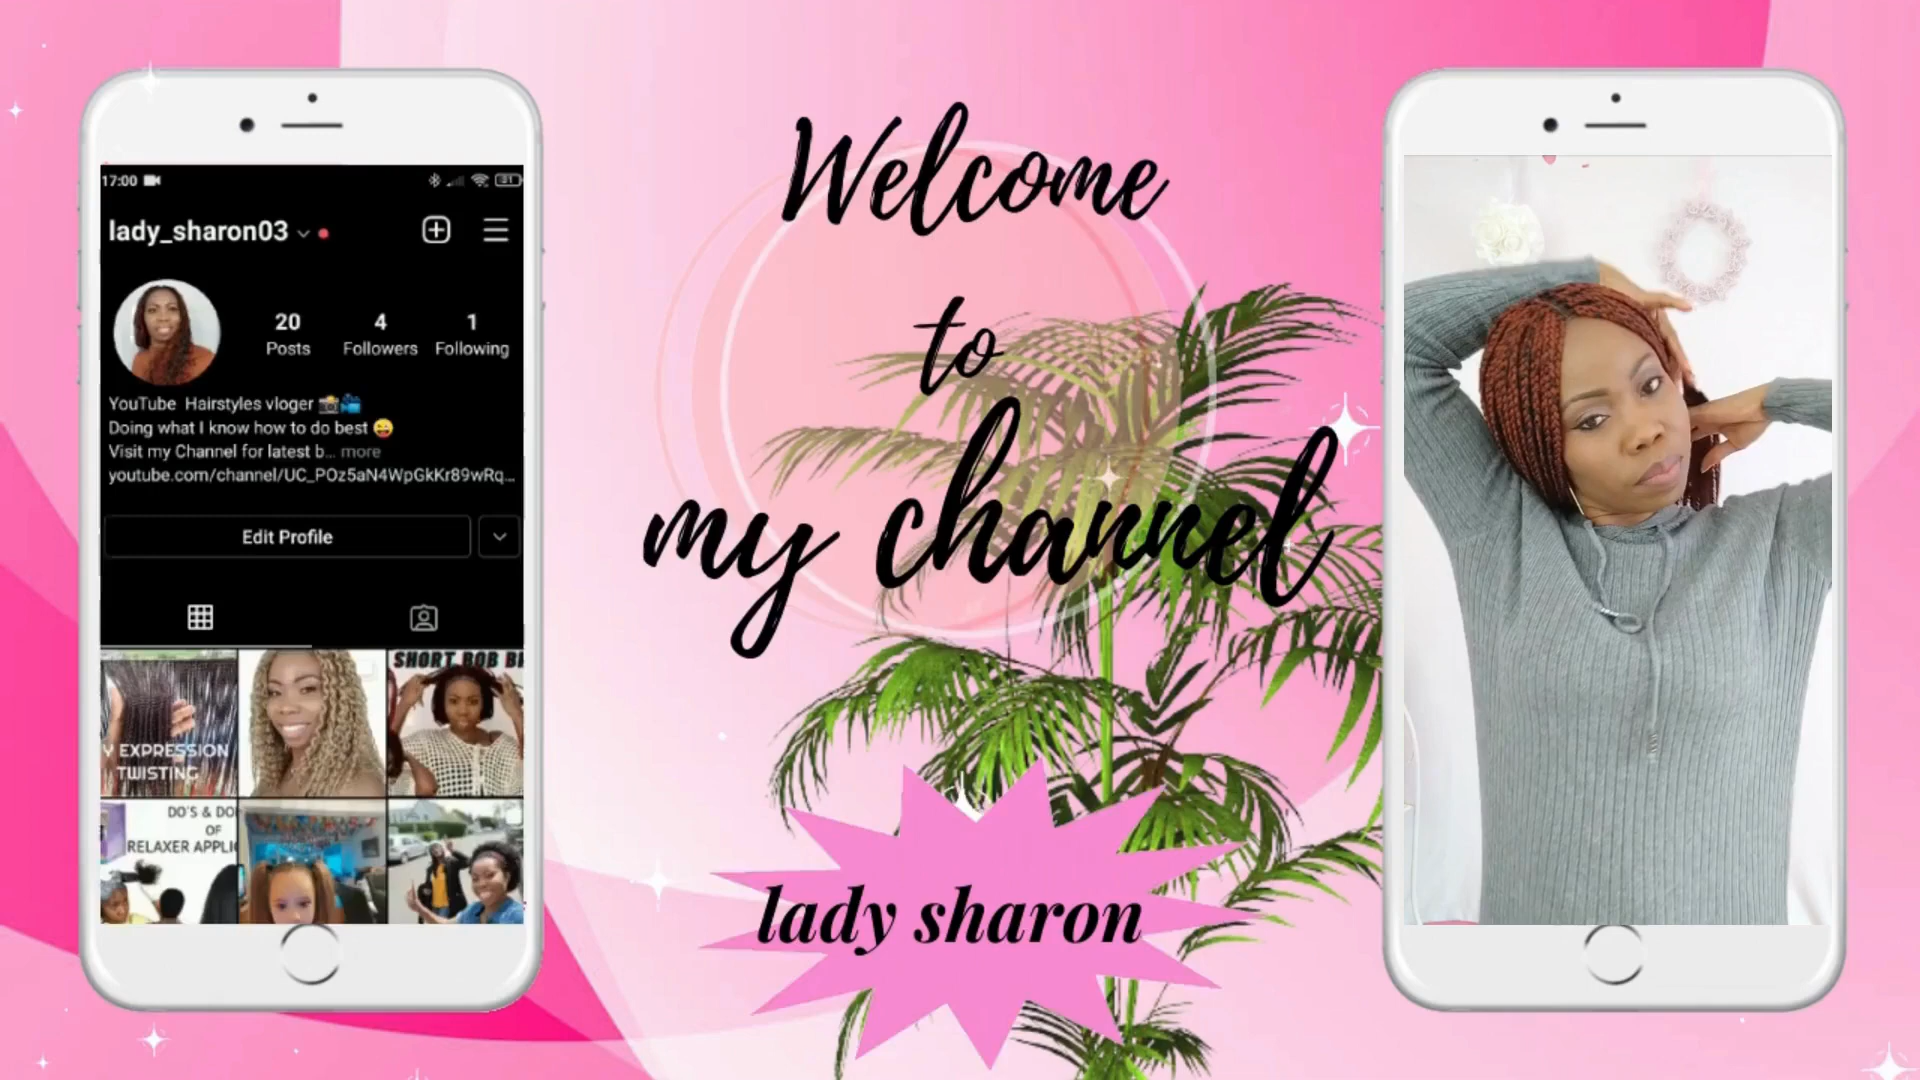 17:00
lady_sharon03
20
4
1
Posts
Followers
Following
YouTube Hairstyles vloger
Doing what I know how to do best
Visit my Channel for latest b... more
youtube.com/channel/UC_POz5aN4WpGkKr89wRq...
Edit Profile
SHORT BOB
Y EXPRESSION
TWISTING
DO'S & DO
OF
RELAXER APPLI
Welcome
to
my channel
lady sharon